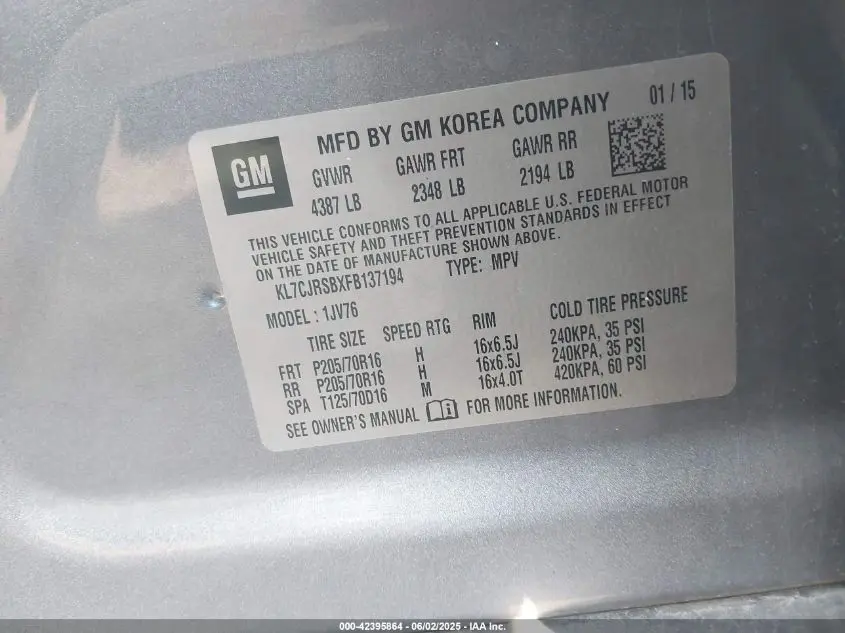 MFD BY GM KOREA COMPANY 01 / 15
GM
GVWR GAWR FRT GAWR RR
4387 LB 2348 LB 2194 LB
THIS VEHICLE CONFORMS TO ALL APPLICABLE U.S. FEDERAL MOTOR
VEHICLE SAFETY AND THEFT PREVENTION STANDARDS IN EFFECT
ON THE DATE OF MANUFACTURE SHOWN ABOVE.
KL7CJRSBXFB137194 TYPE: MPV
MODEL : 1JV76
TIRE SIZE SPEED RTG RIM COLD TIRE PRESSURE
FRT P205/70R16 H 16x6.5J 240KPA, 35 PSI
RR P205/70R16 H 16x6.5J 240KPA, 35 PSI
SPA T125/70D16 M 16x4.0T 420KPA, 60 PSI
SEE OWNER'S MANUAL FOR MORE INFORMATION.
000-42395864 - 06/02/2025 - IAA Inc.